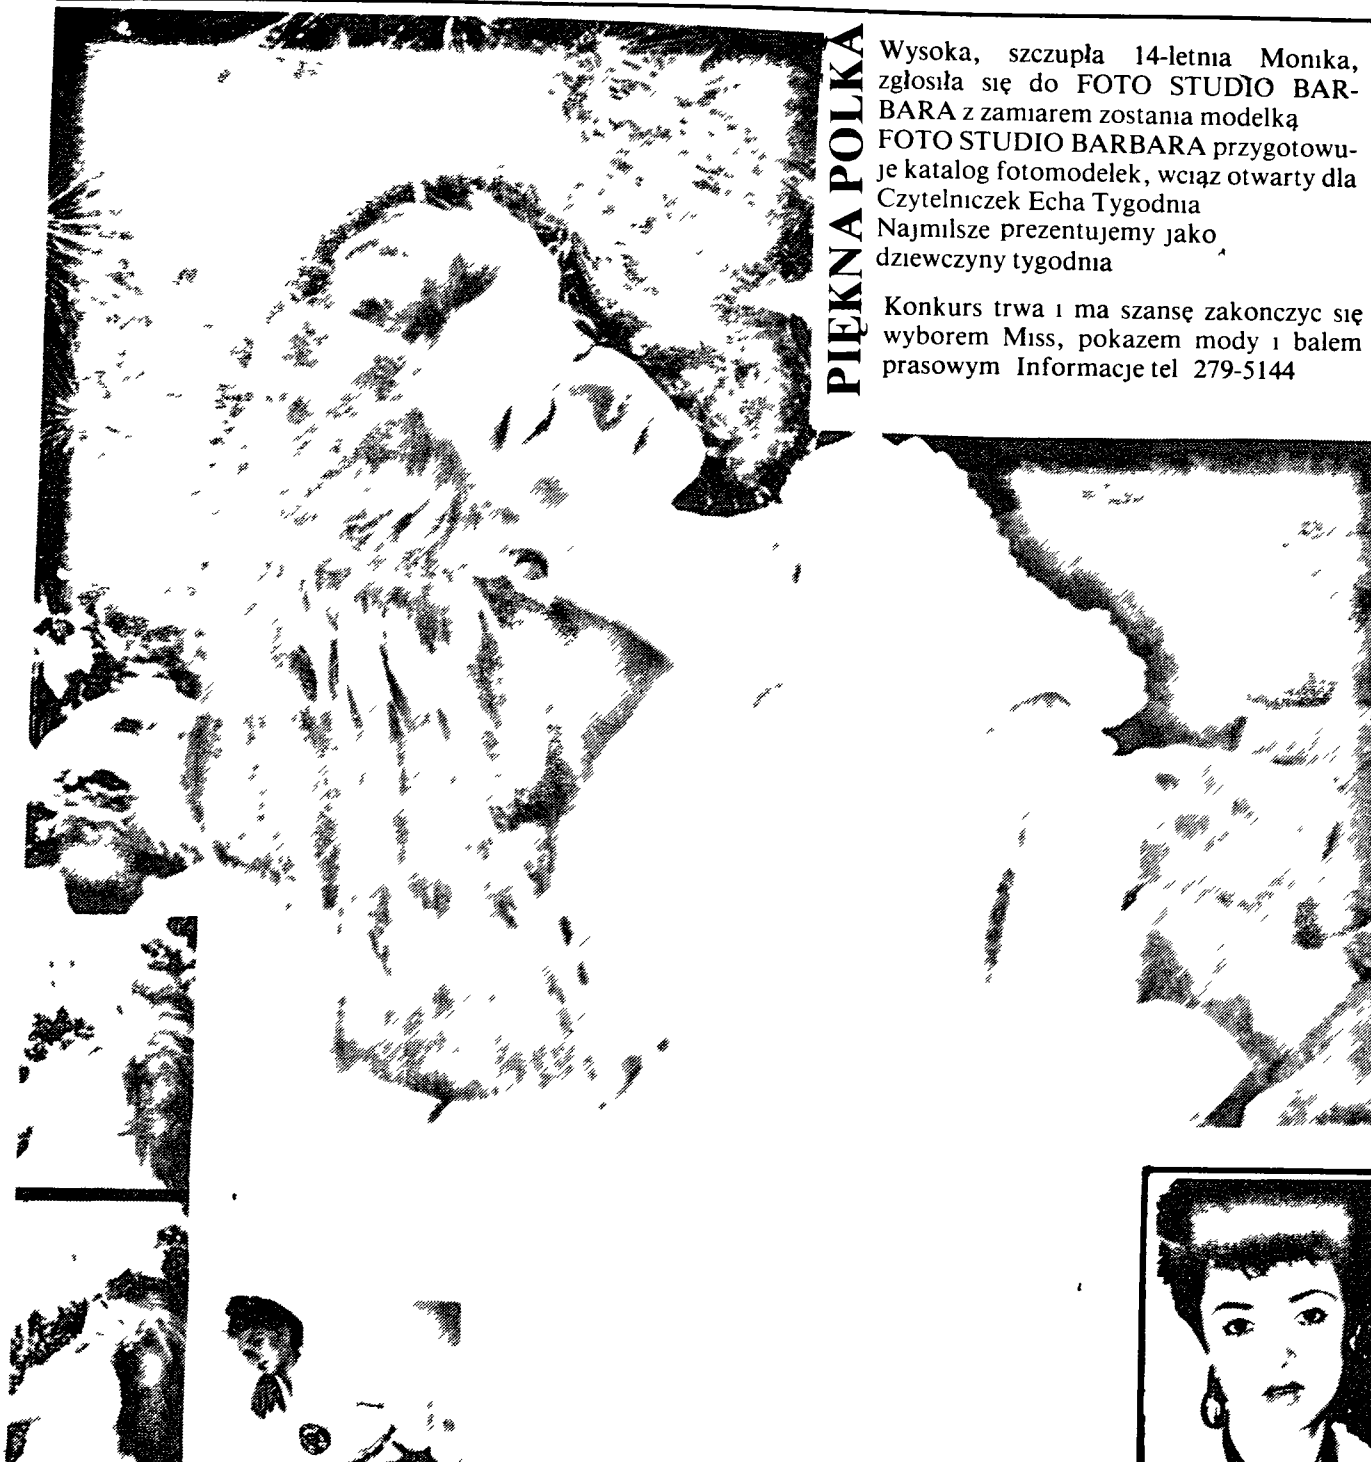 PIĘKNA POLKA
Wysoka, szczupła 14-letnia Monika,
zgłosiła się do FOTO STUDIO BAR-
BARA z zamiarem zostania modelką
FOTO STUDIO BARBARA przygotowu-
je katalog fotomodelek, wciąz otwarty dla
Czytelniczek Echa Tygodnia
Najmilsze prezentujemy jako
dziewczyny tygodnia
Konkurs trwa i ma szansę zakonczyc się
wyborem Miss, pokazem mody i balem
prasowym Informacje tel 279-5144